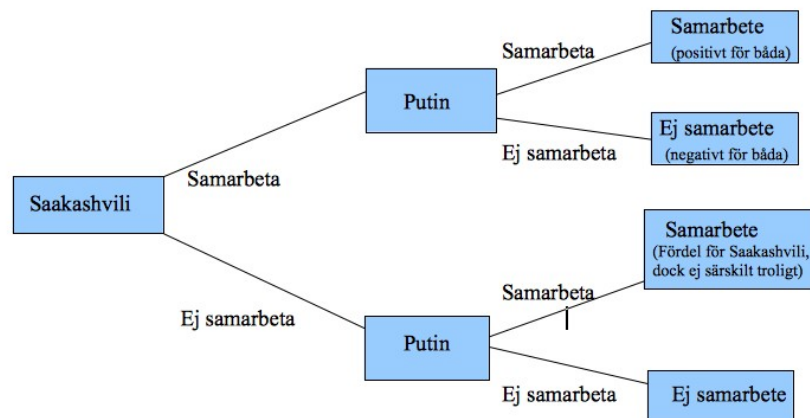 Samarbete
(positivt för båda)
Samarbeta
Putin
Ej samarbete
(negativt för båda)
Ej samarbeta
Samarbeta
Saakashvili
Samarbete
(Fördel för Saakashvili,
dock ej särskilt troligt)
Samarbeta
Ej samarbeta
Putin
Ej samarbeta
Ej samarbete